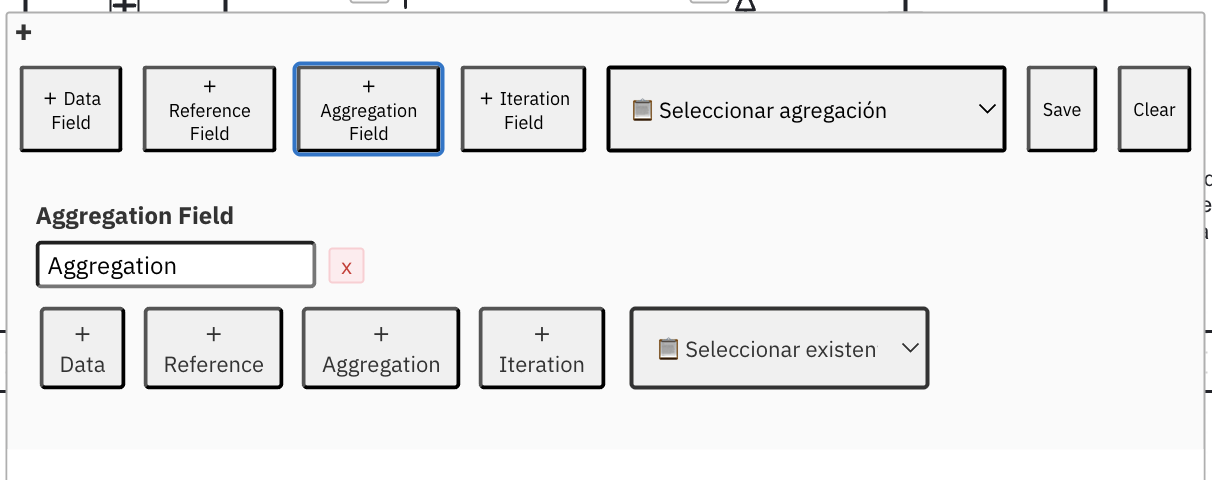 +
+ Data
Field
+
Reference
Field
+
Aggregation
Field
+ Iteration
Field
📋 Seleccionar agregación
Save
Clear
Aggregation Field
Aggregation
x
+
Data
+
Reference
+
Aggregation
+
Iteration
📋 Seleccionar existen